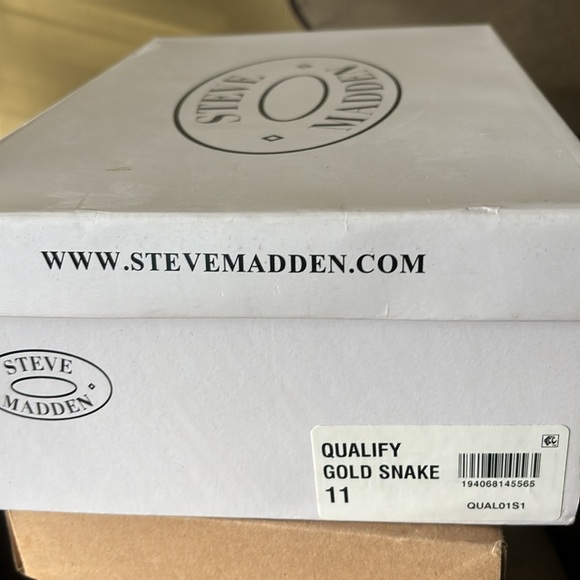 STEVE MADDEN
WWW.STEVEMADDEN.COM
STEVE
MADDEN
QUALIFY
GOLD SNAKE
11
194068145565
QUAL01S1